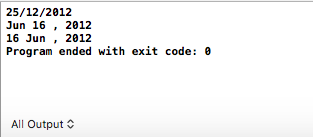 25/12/2012
Jun 16 , 2012
16 Jun , 2012
Program ended with exit code: 0
All Output